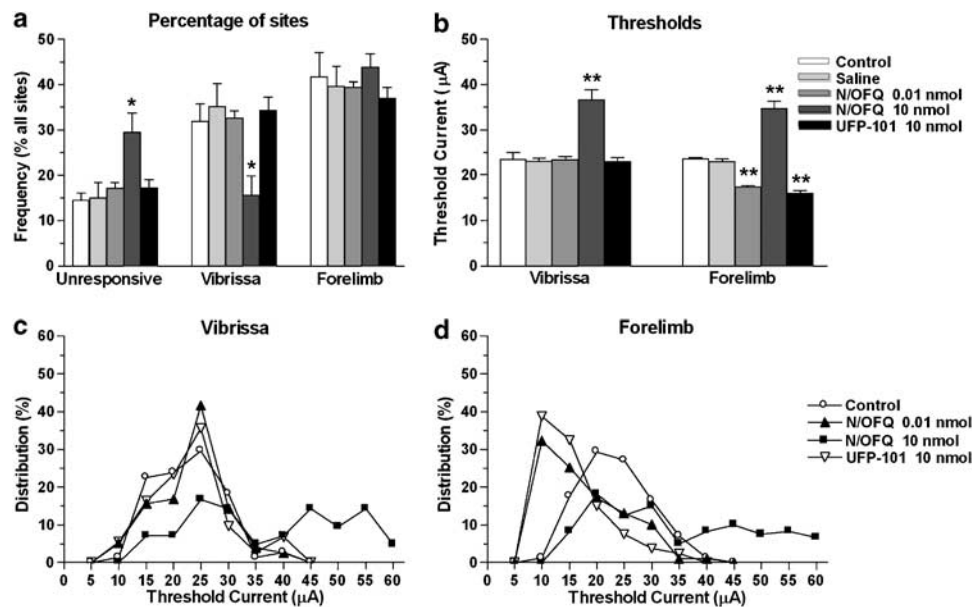 a
Percentage of sites
50
40
30
20
10
0
Frequency (% all sites)
*
*
Unresponsive Vibrissa Forelimb
b
Thresholds
50
40
30
20
10
0
Threshold Current (μA)
**
**
**
**
Vibrissa Forelimb
Control
Saline
N/OFQ 0.01 nmol
N/OFQ 10 nmol
UFP-101 10 nmol
c
Vibrissa
60
50
40
30
20
10
0
Distribution (%)
0 5 10 15 20 25 30 35 40 45 50 55 60
Threshold Current (μA)
d
Forelimb
60
50
40
30
20
10
0
Distribution (%)
0 5 10 15 20 25 30 35 40 45 50 55 60
Threshold Current (μA)
Control
N/OFQ 0.01 nmol
N/OFQ 10 nmol
UFP-101 10 nmol